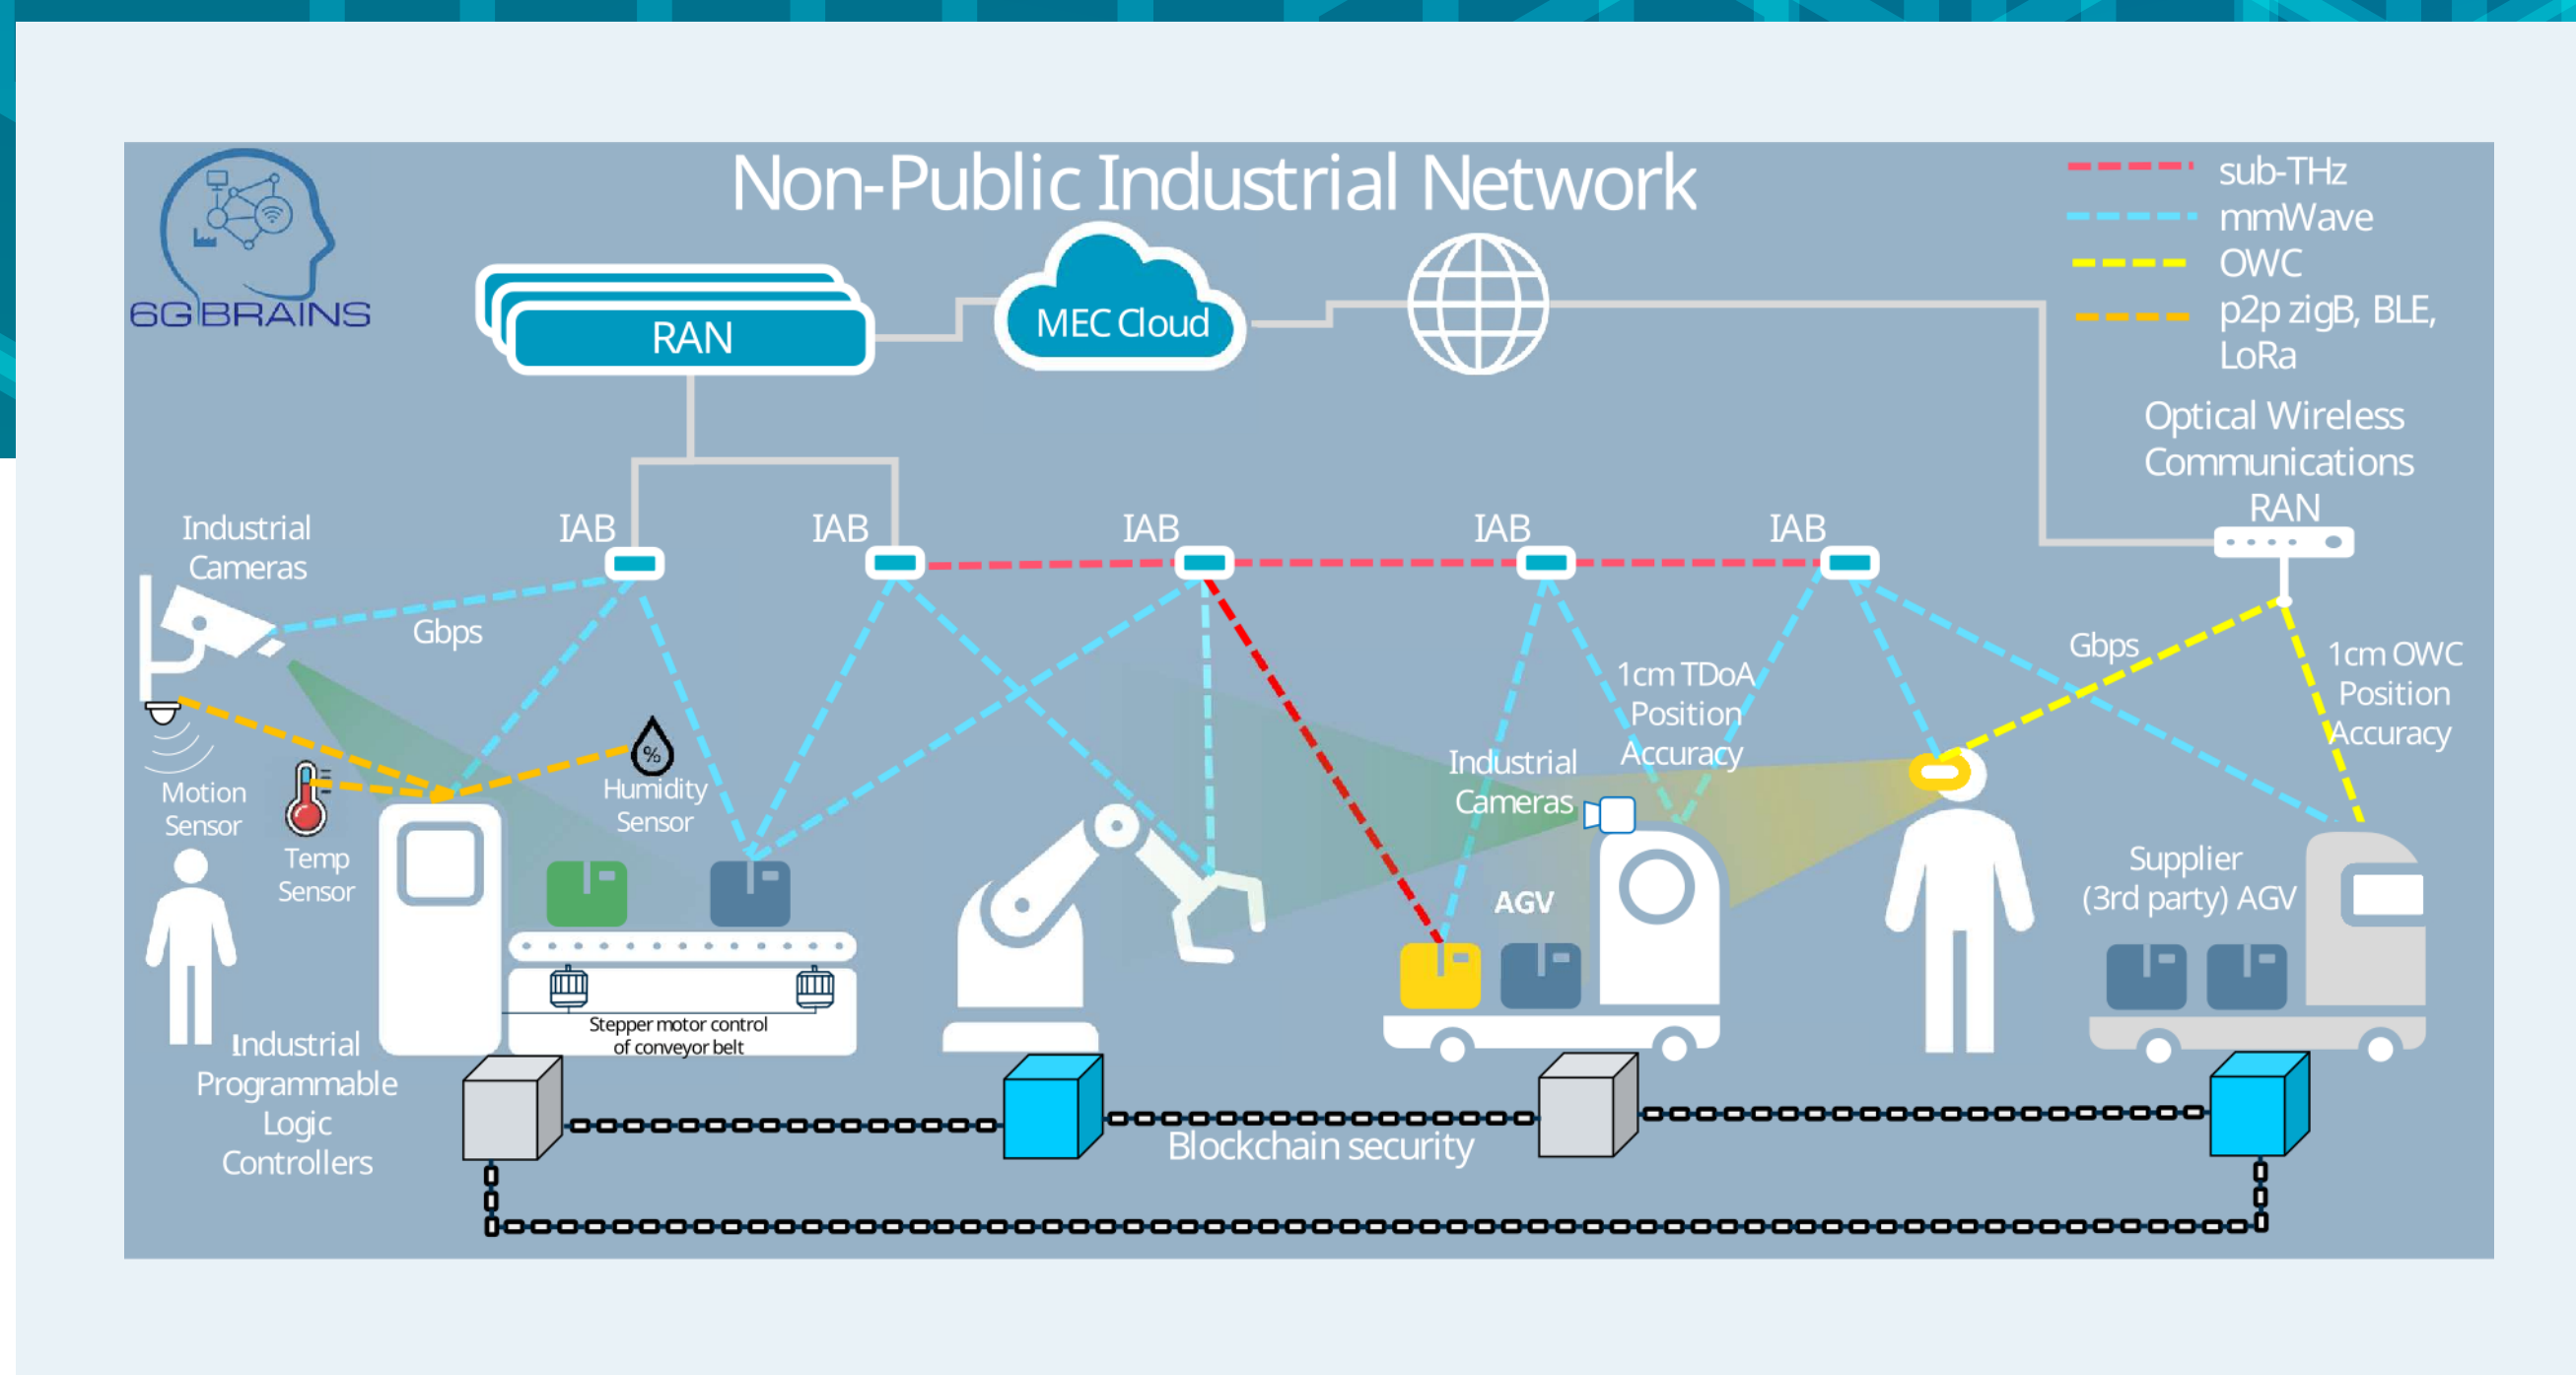 Non-Public Industrial Network
6GBRAINS
sub-THz
mmWave
OWC
p2p zigB, BLE,
LoRa
RAN
MEC Cloud
Optical Wireless
Communications
RAN
Industrial
Cameras
IAB
IAB
IAB
IAB
IAB
Gbps
Gbps
1cm OWC
Position
Accuracy
1cm TDoA
Position
Accuracy
Industrial
Cameras
%
Motion
Sensor
Temp
Sensor
Humidity
Sensor
AGV
Supplier
(3rd party) AGV
Stepper motor control
of conveyor belt
Industrial
Programmable
Logic
Controllers
Blockchain security